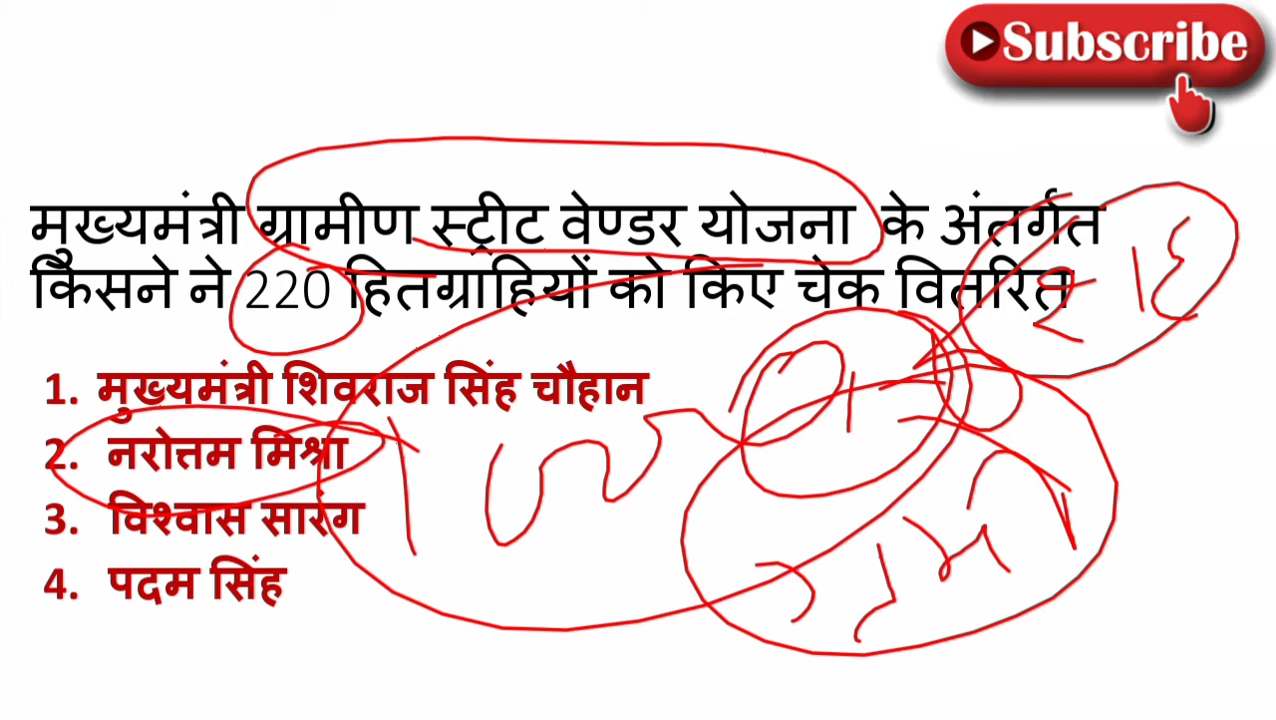 Subscribe
मुख्यमंत्री ग्रामीण स्ट्रीट वेण्डर योजना के अंतर्गत
किसने ने 220 हितग्राहियों को किए चेक वितरित
1. मुख्यमंत्री शिवराज सिंह चौहान
2. नरोत्तम मिश्रा
3. विश्वास सारंग
4. पदम सिंह